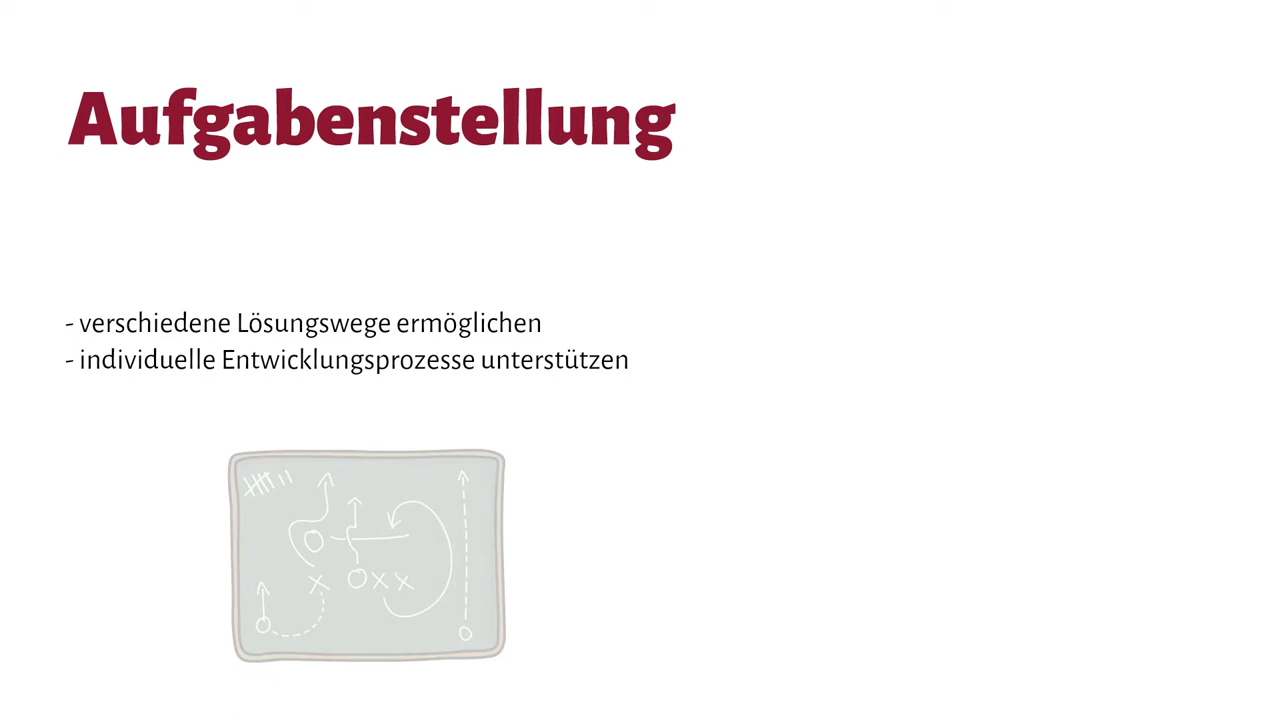 Aufgabenstellung
- verschiedene Lösungswege ermöglichen
- individuelle Entwicklungsprozesse unterstützen